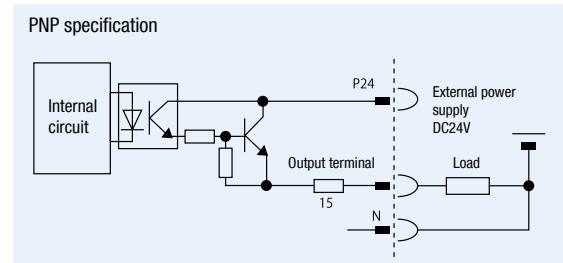 PNP specification
Internal
circuit
P24
External power
supply
DC24V
Output terminal
Load
15
N